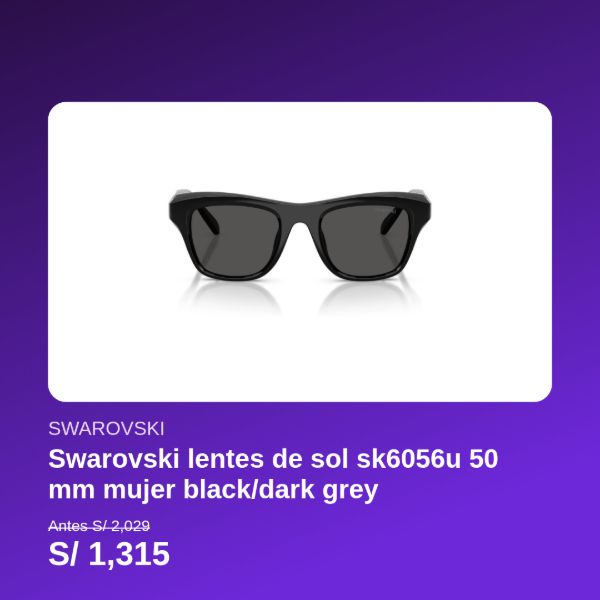 SWAROVSKI
Swarovski lentes de sol sk6056u 50
mm mujer black/dark grey
Antes S/ 2,029
S/ 1,315